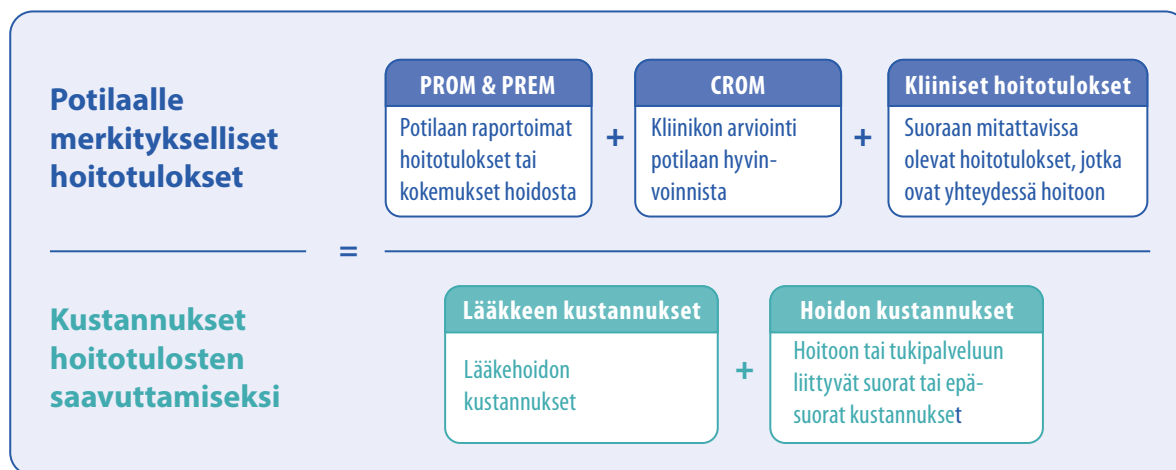 Potilaalle
merkitykselliset
hoitotulokset
PROM & PREM
Potilaan raportoimat
hoitotulokset tai
kokemukset hoidosta
+
CROM
Kliinikon arviointi
potilaan hyvin-
voinnista
+
Kliiniset hoitotulokset
Suoraan mitattavissa
olevat hoitotulokset, jotka
ovat yhteydessä hoitoon
=
Kustannukset
hoitotulosten
saavuttamiseksi
Lääkkeen kustannukset
Lääkehoidon
kustannukset
+
Hoidon kustannukset
Hoitoon tai tukipalveluun
liittyvät suorat tai epä-
suorat kustannukset